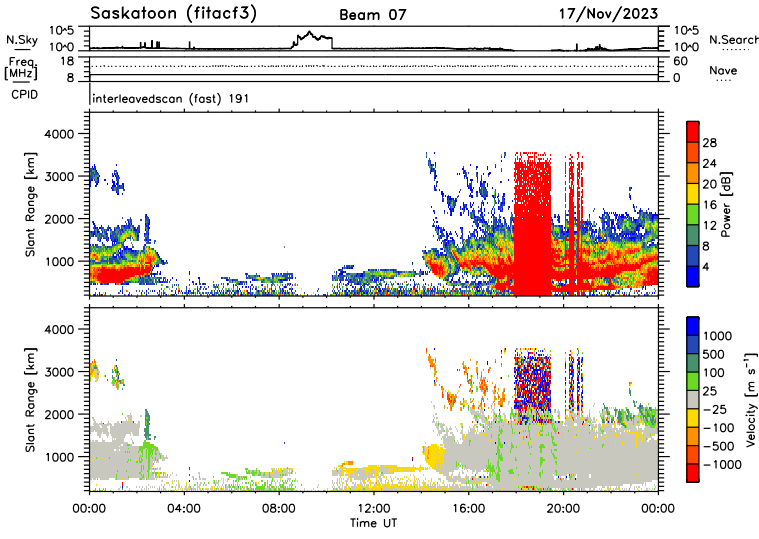 Saskatoon (fitacf3) Beam 07 17/Nov/2023
N.Sky 10^5 10^0 10^5 10^0 N.Search
Freq. [MHz] 18 8 60 0 Nave
CPID interleavedscan (fast) 191
Slant Range [km] 4000 3000 2000 1000
Power [dB] 28 24 20 16 12 8 4
Slant Range [km] 4000 3000 2000 1000
Velocity [m s⁻¹] 1000 500 100 25 -25 -100 -500 -1000
00:00 04:00 08:00 12:00 16:00 20:00 00:00
Time UT